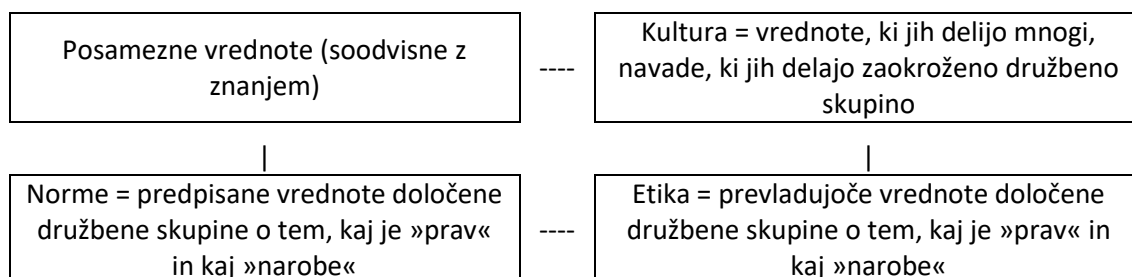 Posamezne vrednote (soodvisne z
znanjem)
----
Kultura = vrednote, ki jih delijo mnogi,
navade, ki jih delajo zaokroženo družbeno
skupino
|
|
Norme = predpisane vrednote določene
družbene skupine o tem, kaj je »prav«
in kaj »narobe«
----
Etika = prevladujoče vrednote določene
družbene skupine o tem, kaj je »prav« in
kaj »narobe«